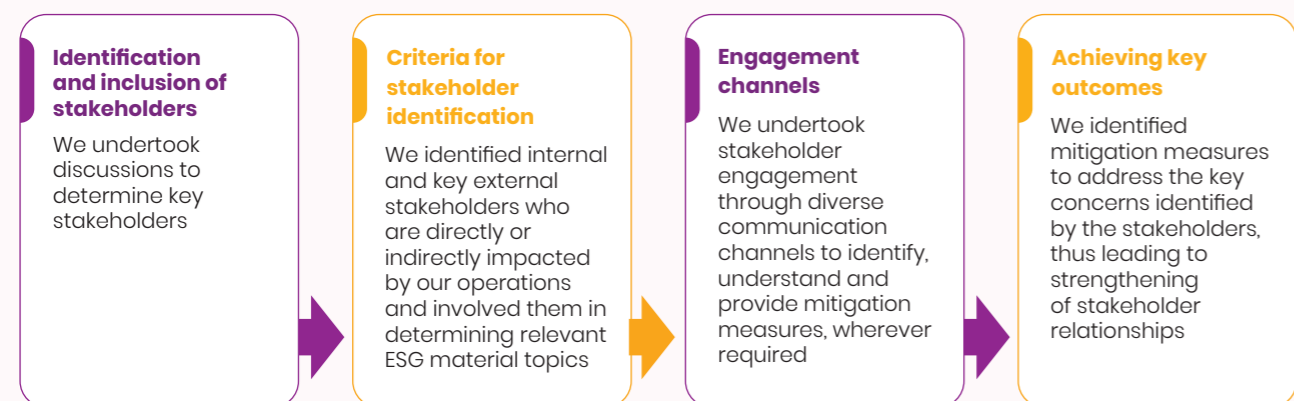 Identification
and inclusion of
stakeholders
We undertook
discussions to
determine key
stakeholders
Criteria for
stakeholder
identification
We identified internal
and key external
stakeholders who
are directly or
indirectly impacted
by our operations
and involved them in
determining relevant
ESG material topics
Engagement
channels
We undertook
stakeholder
engagement
through diverse
communication
channels to identify,
understand and
provide mitigation
measures, wherever
required
Achieving key
outcomes
We identified
mitigation measures
to address the key
concerns identified
by the stakeholders,
thus leading to
strengthening
of stakeholder
relationships